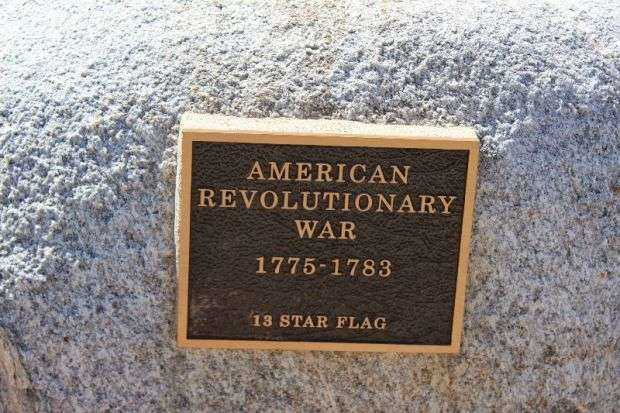 AMERICAN
REVOLUTIONARY
WAR
1775-1783
13 STAR FLAG